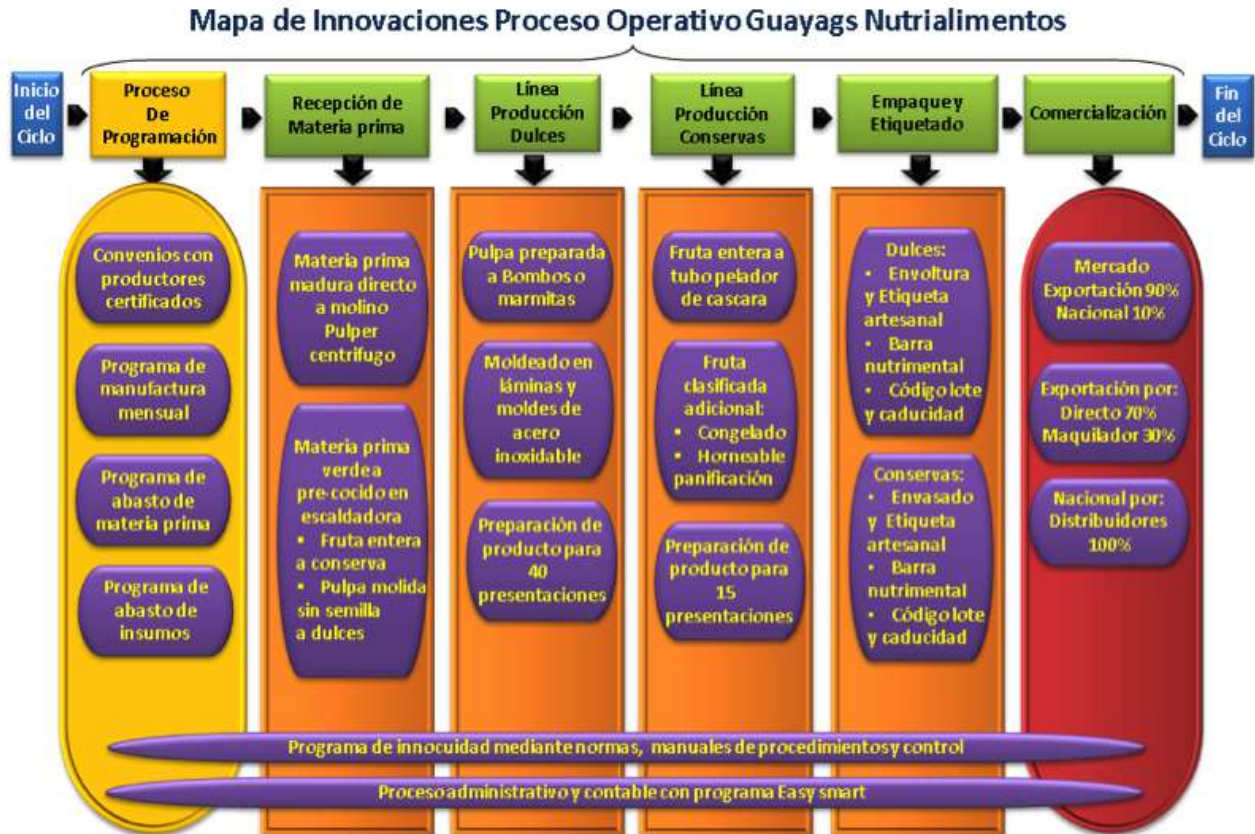 Mapa de Innovaciones Proceso Operativo Guayags Nutrialimentos
Inicio
del
Ciclo
Proceso
De
Programación
Recepción de
Materia prima
Línea
Producción
Dulces
Línea
Producción
Conservas
Empaque y
Etiquetado
Comercialización
Fin
del
Ciclo
Convenios con
productores
certificados
Programa de
manufactura
mensual
Programa de
abasto de
materia prima
Programa de
abasto de
insumos
Materia prima
madura directo
a molino
Pulper
centrifugo
Materia prima
verde a
pre-cocido en
escaldadora
▪ Fruta entera
a conserva
▪ Pulpa molida
sin semilla
a dulces
Pulpa preparada
a Bombos o
marmitas
Moldeado en
láminas y
moldes de
acero
inoxidable
Preparación de
producto para
40
presentaciones
Fruta entera a
tubo pelador
de cascara
Fruta
clasificada
adicional:
▪ Congelado
▪ Horneable
panificación
Preparación de
producto para
15
presentaciones
Dulces:
▪ Envoltura
y Etiqueta
artesanal
▪ Barra
nutrimental
▪ Código lote
y caducidad
Conservas:
▪ Envasado
y Etiqueta
artesanal
▪ Barra
nutrimental
▪ Código lote
y caducidad
Mercado
Exportación 90%
Nacional 10%
Exportación por:
Directo 70%
Maquilador 30%
Nacional por:
Distribuidores
100%
Programa de innocuidad mediante normas, manuales de procedimientos y control
Proceso administrativo y contable con programa Easy smart